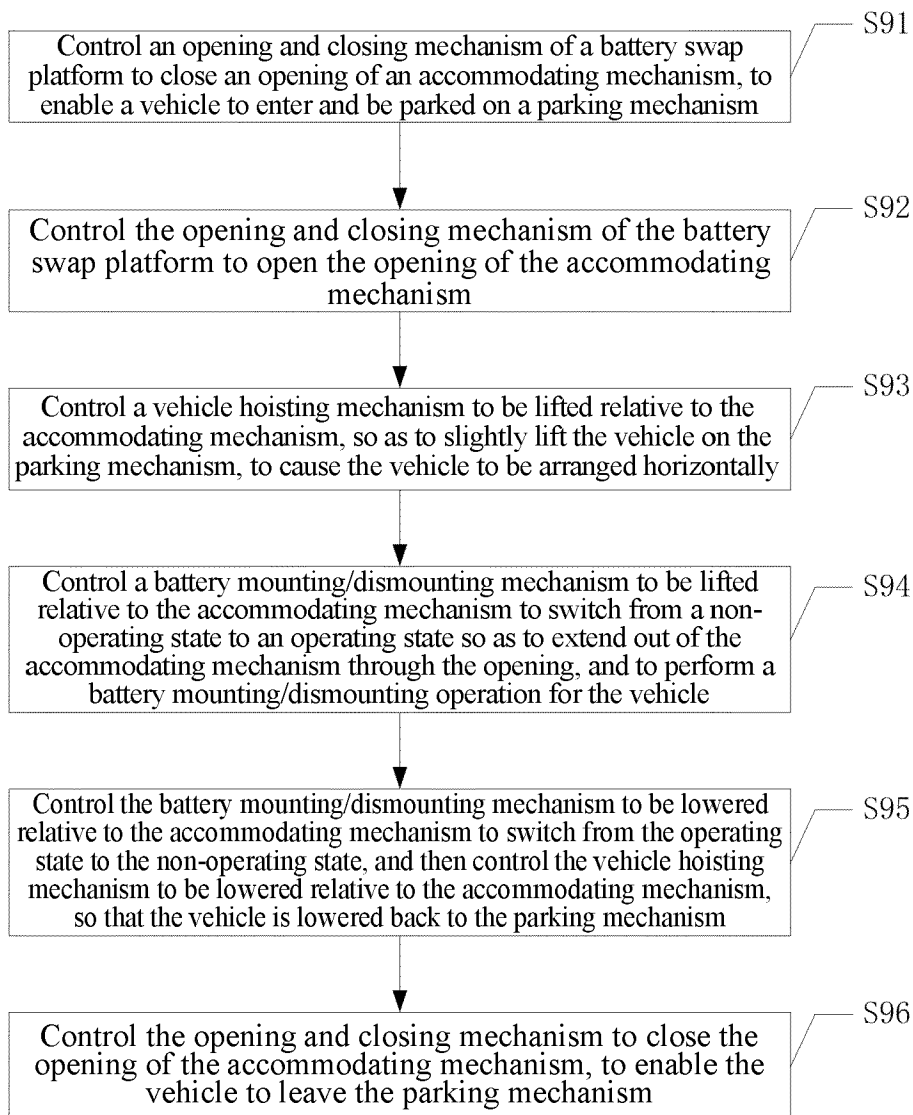 S91
Control an opening and closing mechanism of a battery swap
platform to close an opening of an accommodating mechanism, to
enable a vehicle to enter and be parked on a parking mechanism
S92
Control the opening and closing mechanism of the battery
swap platform to open the opening of the accommodating
mechanism
S93
Control a vehicle hoisting mechanism to be lifted relative to the
accommodating mechanism, so as to slightly lift the vehicle on the
parking mechanism, to cause the vehicle to be arranged horizontally
S94
Control a battery mounting/dismounting mechanism to be lifted
relative to the accommodating mechanism to switch from a non-
operating state to an operating state so as to extend out of the
accommodating mechanism through the opening, and to perform a
battery mounting/dismounting operation for the vehicle
S95
Control the battery mounting/dismounting mechanism to be lowered
relative to the accommodating mechanism to switch from the operating
state to the non-operating state, and then control the vehicle hoisting
mechanism to be lowered relative to the accommodating mechanism,
so that the vehicle is lowered back to the parking mechanism
S96
Control the opening and closing mechanism to close the
opening of the accommodating mechanism, to enable the
vehicle to leave the parking mechanism